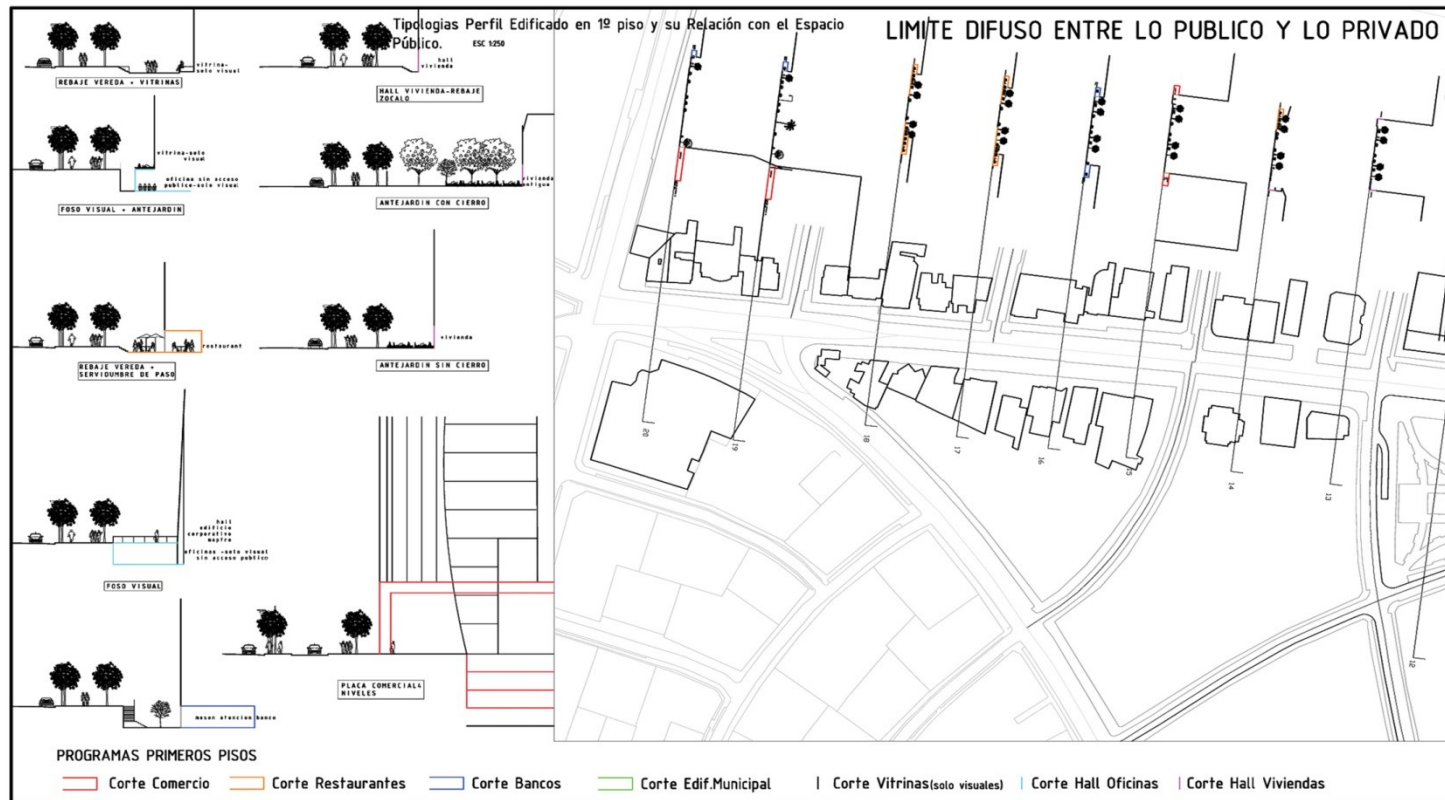 Tipologias Perfil Edificado en 1º piso y su Relación con el Espacio
Público.
ESC 1:250
LIMITE DIFUSO ENTRE LO PUBLICO Y LO PRIVADO
vitrina-
solo visual
REBAJE VEREDA + VITRINAS
hall
vivienda
HALL VIVIENDA-REBAJE
ZOCALO
vitrina-solo
visual
oficina sin acceso
publico-solo visual
FOSO VISUAL + ANTEJARDIN
vivienda
antigua
ANTEJARDIN CON CIERRO
restaurant
REBAJE VEREDA +
SERVIDUMBRE DE PASO
vivienda
ANTEJARDIN SIN CIERRO
hall
edificio
corporativo
mapfre
oficinas -solo visual
sin acceso publico
FOSO VISUAL
PLACA COMERCIAL4
NIVELES
meson atencion banco
20
19
18
17
16
15
14
13
12
PROGRAMAS PRIMEROS PISOS
Corte Comercio
Corte Restaurantes
Corte Bancos
Corte Edif.Municipal
Corte Vitrinas(solo visuales)
Corte Hall Oficinas
Corte Hall Viviendas